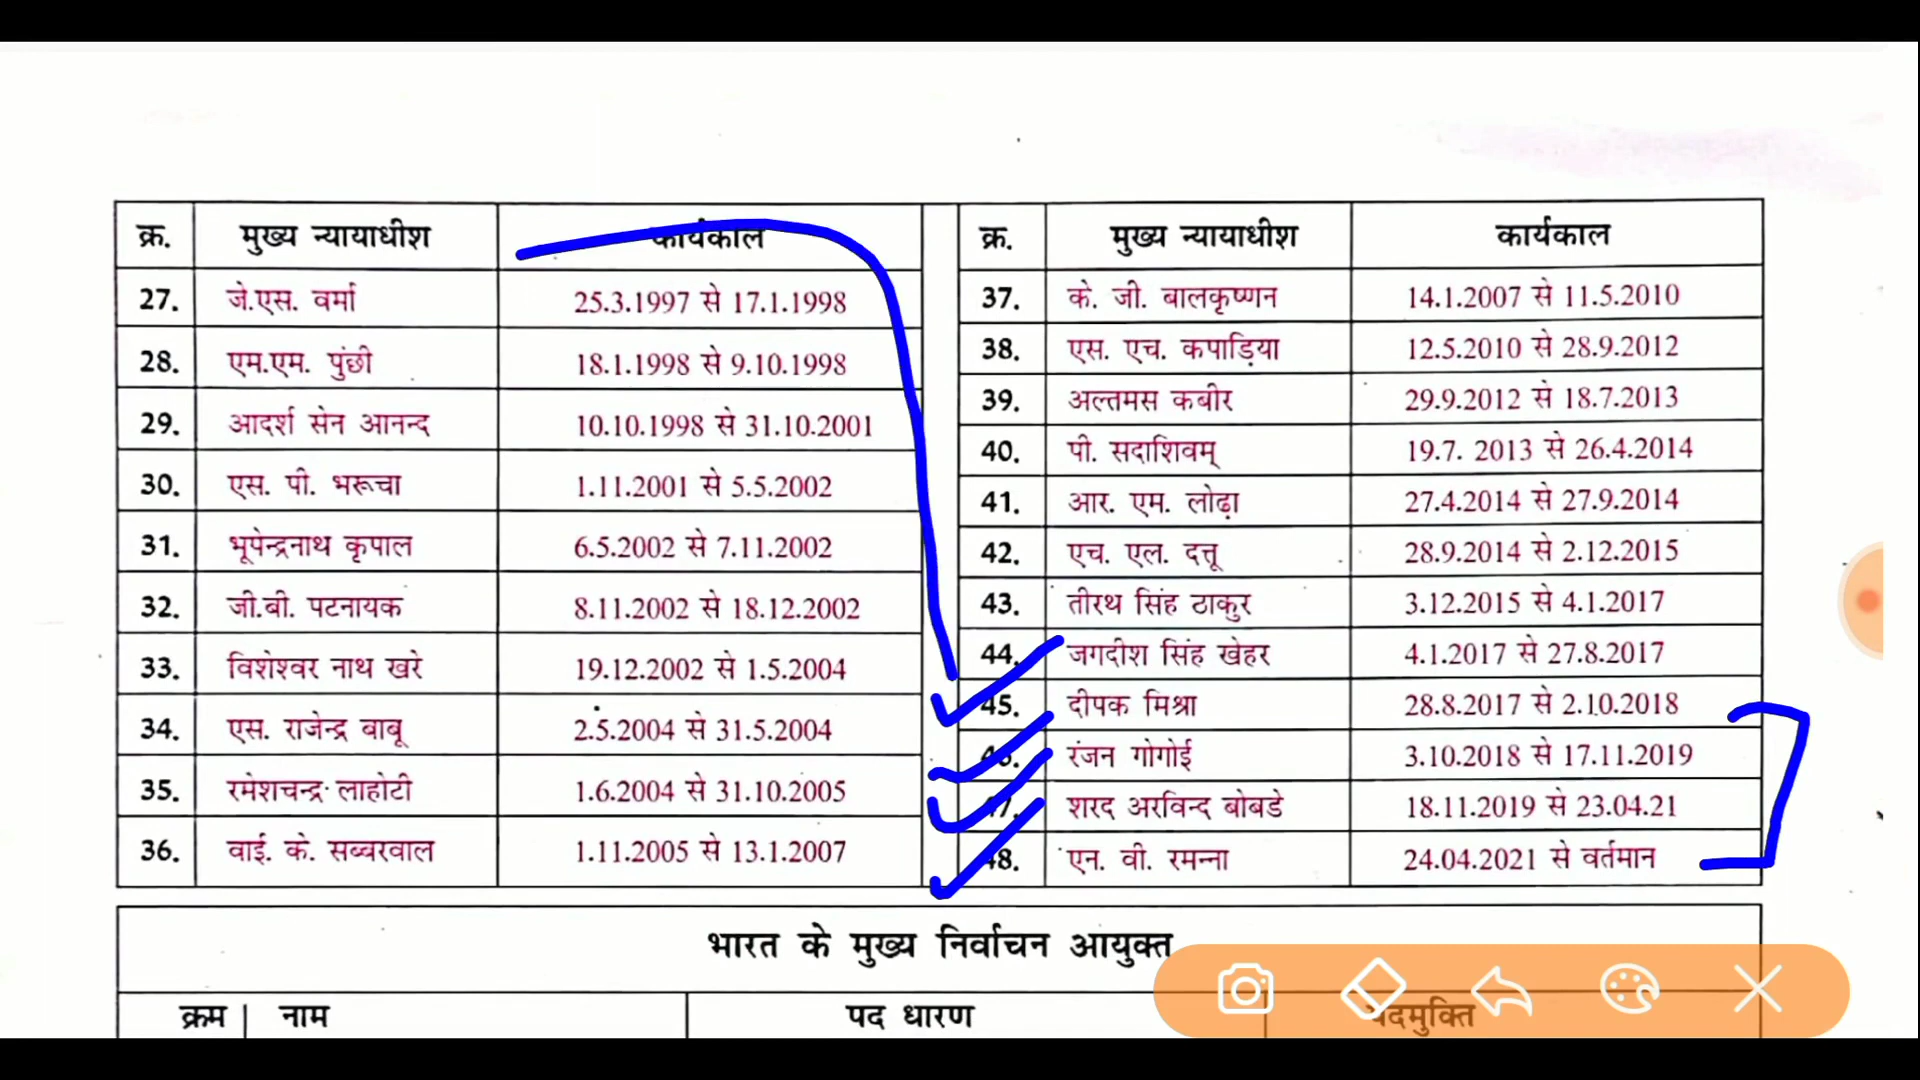 क्र. मुख्य न्यायाधीश कार्यकाल
27. जे.एस. वर्मा 25.3.1997 से 17.1.1998
28. एम.एम. पुंछी 18.1.1998 से 9.10.1998
29. आदर्श सेन आनन्द 10.10.1998 से 31.10.2001
30. एस. पी. भरूचा 1.11.2001 से 5.5.2002
31. भूपेन्द्रनाथ कृपाल 6.5.2002 से 7.11.2002
32. जी.बी. पटनायक 8.11.2002 से 18.12.2002
33. विशेश्वर नाथ खरे 19.12.2002 से 1.5.2004
34. एस. राजेन्द्र बाबू 2.5.2004 से 31.5.2004
35. रमेशचन्द्र लाहोटी 1.6.2004 से 31.10.2005
36. वाई. के. सब्बरवाल 1.11.2005 से 13.1.2007
क्र. मुख्य न्यायाधीश कार्यकाल
37. के. जी. बालकृष्णन 14.1.2007 से 11.5.2010
38. एस. एच. कपाड़िया 12.5.2010 से 28.9.2012
39. अल्तमस कबीर 29.9.2012 से 18.7.2013
40. पी. सदाशिवम् 19.7. 2013 से 26.4.2014
41. आर. एम. लोढ़ा 27.4.2014 से 27.9.2014
42. एच. एल. दत्तू 28.9.2014 से 2.12.2015
43. तीरथ सिंह ठाकुर 3.12.2015 से 4.1.2017
44. जगदीश सिंह खेहर 4.1.2017 से 27.8.2017
45. दीपक मिश्रा 28.8.2017 से 2.10.2018
46. रंजन गोगोई 3.10.2018 से 17.11.2019
47. शरद अरविन्द बोबडे 18.11.2019 से 23.04.21
48. एन. वी. रमन्ना 24.04.2021 से वर्तमान
भारत के मुख्य निर्वाचन आयुक्त
क्रम नाम पद धारण पदमुक्ति